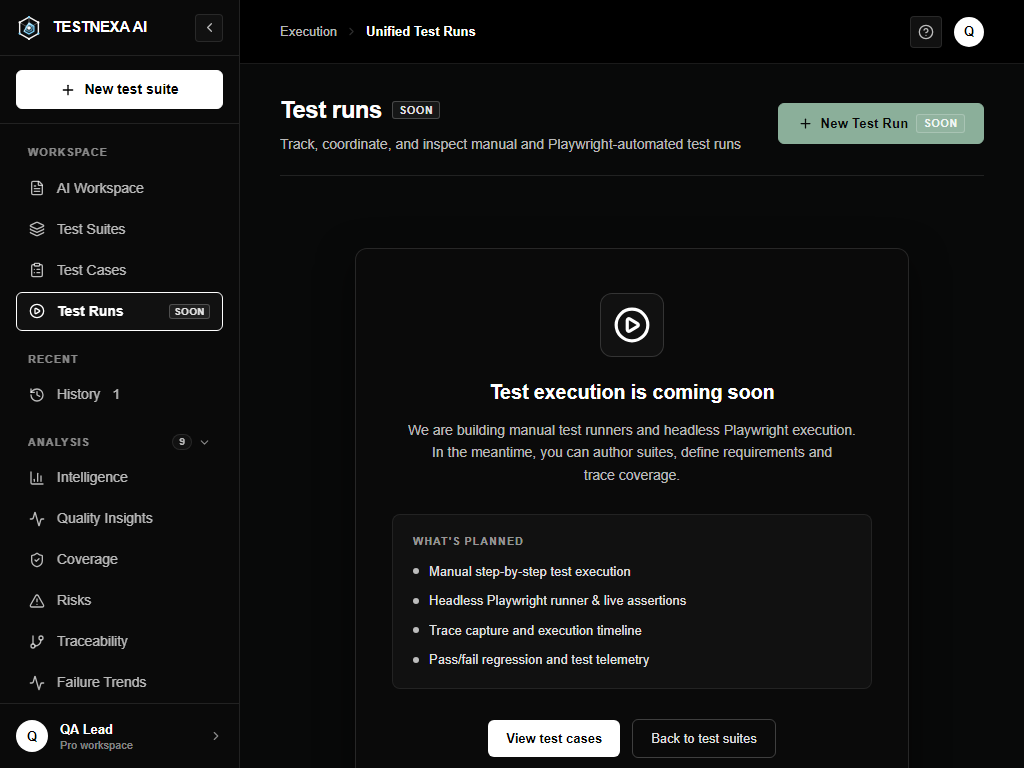 TESTNEXA AI
New test suite
WORKSPACE
AI Workspace
Test Suites
Test Cases
Test Runs SOON
RECENT
History 1
ANALYSIS 9
Intelligence
Quality Insights
Coverage
Risks
Traceability
Failure Trends
Q QA Lead
Pro workspace
Execution Unified Test Runs
Q
Test runs SOON
Track, coordinate, and inspect manual and Playwright-automated test runs
New Test Run SOON
Test execution is coming soon
We are building manual test runners and headless Playwright execution.
In the meantime, you can author suites, define requirements and
trace coverage.
WHAT'S PLANNED
Manual step-by-step test execution
Headless Playwright runner & live assertions
Trace capture and execution timeline
Pass/fail regression and test telemetry
View test cases
Back to test suites